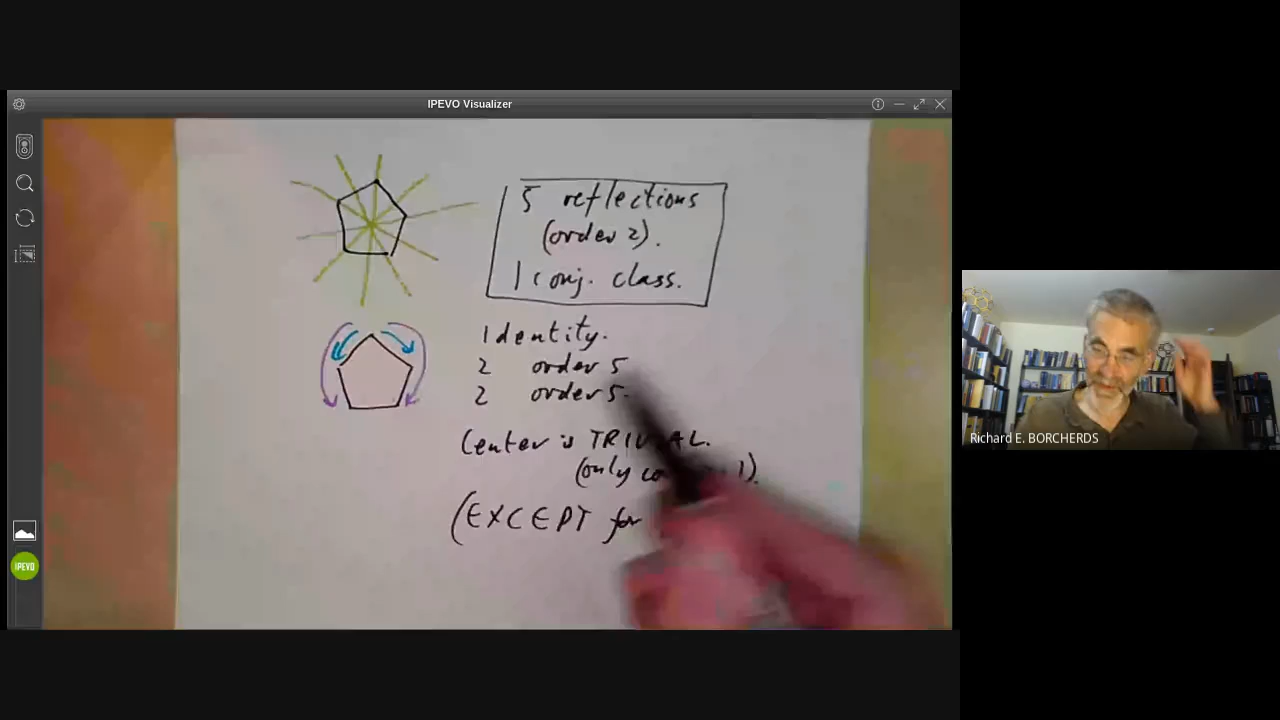 IPEVO Visualizer
5 reflections
(order 2).
1 conj. class.
Identity.
2 order 5
2 order 5.
Center is
(only 1).
(EXCEPT for
IPEVO
Richard E. BORCHERDS